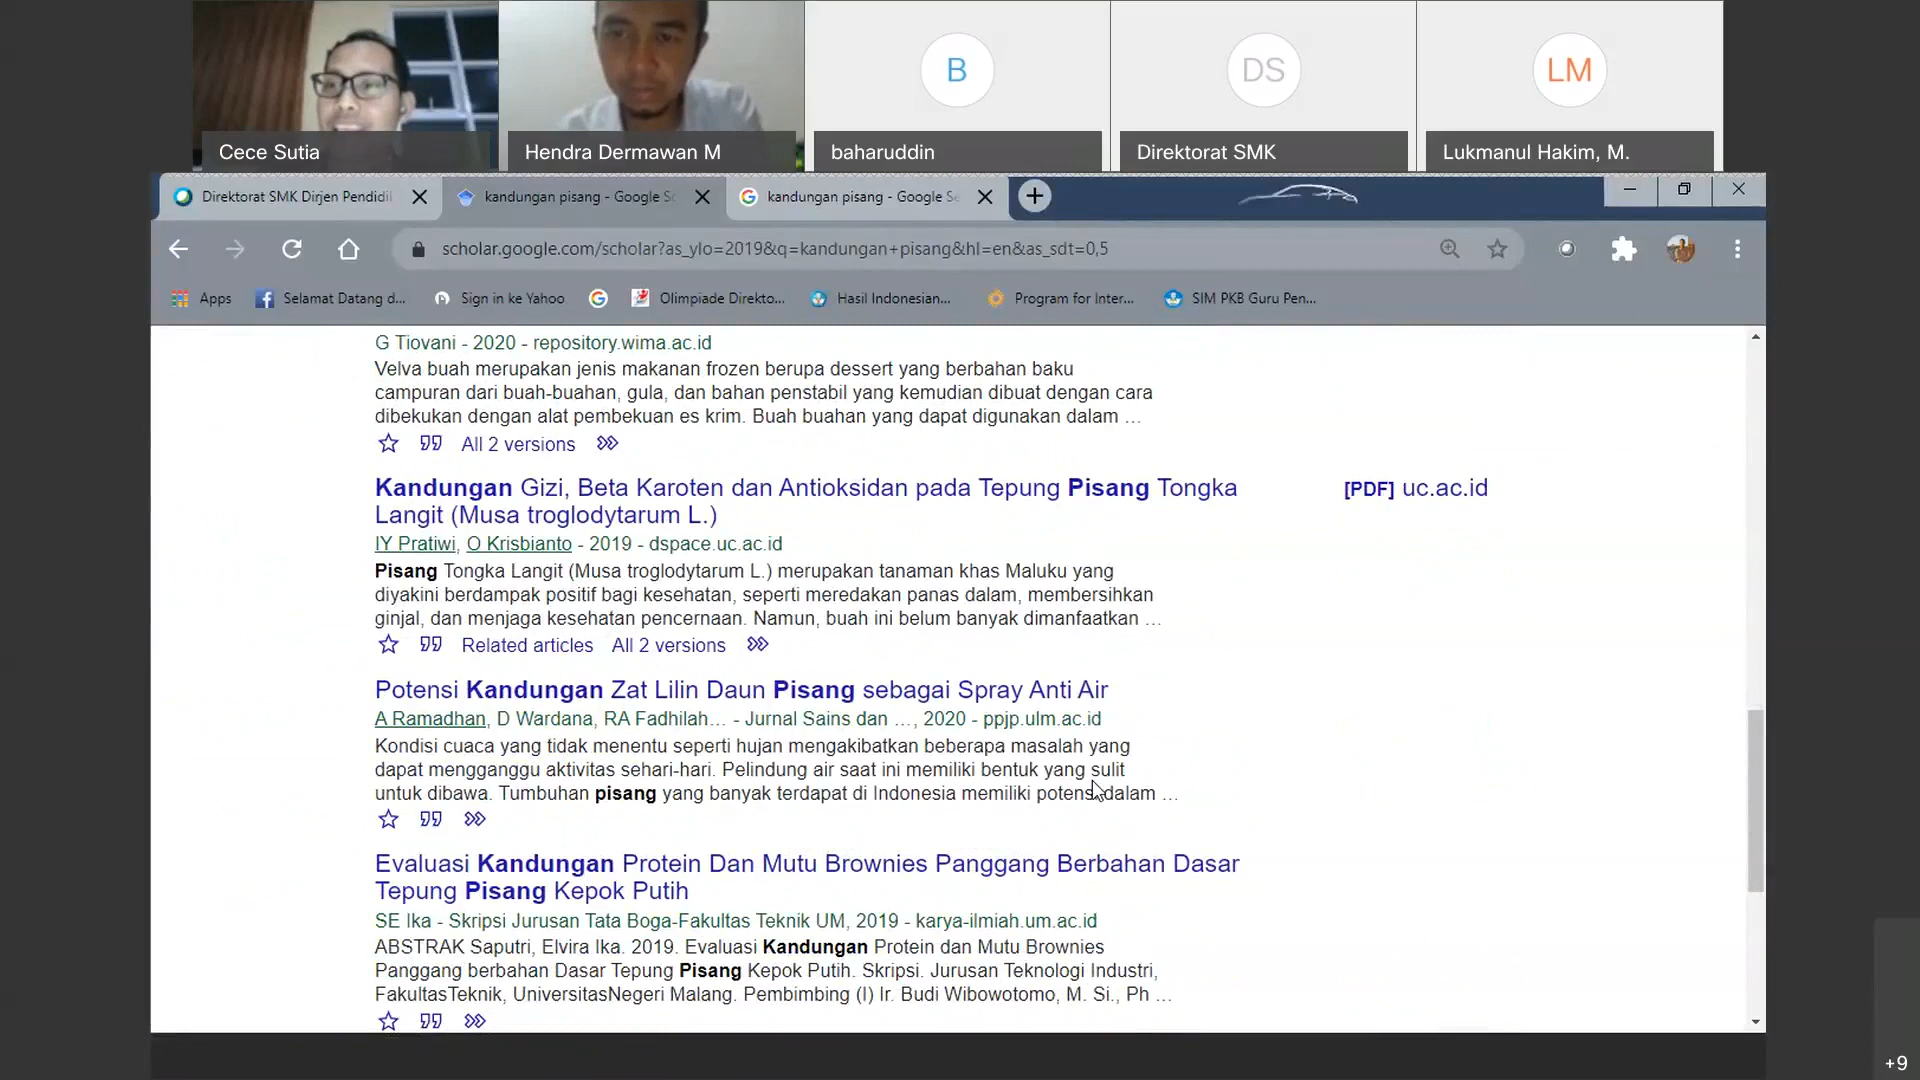 B
DS
LM
Cece Sutia
Hendra Dermawan M
baharuddin
Direktorat SMK
Lukmanul Hakim, M.
Direktorat SMK Dirjen Pendidi
kandungan pisang - Google Sc
kandungan pisang - Google Se
scholar.google.com/scholar?as_ylo=2019&q=kandungan+pisang&hl=en&as_sdt=0,5
Apps
Selamat Datang d...
Sign in ke Yahoo
Olimpiade Direkto...
Hasil Indonesian...
Program for Inter...
SIM PKB Guru Pen...
G Tiovani - 2020 - repository.wima.ac.id
Velva buah merupakan jenis makanan frozen berupa dessert yang berbahan baku
campuran dari buah-buahan, gula, dan bahan penstabil yang kemudian dibuat dengan cara
dibekukan dengan alat pembekuan es krim. Buah buahan yang dapat digunakan dalam …
All 2 versions
Kandungan Gizi, Beta Karoten dan Antioksidan pada Tepung Pisang Tongka
Langit (Musa troglodytarum L.)
[PDF] uc.ac.id
IY Pratiwi, O Krisbianto - 2019 - dspace.uc.ac.id
Pisang Tongka Langit (Musa troglodytarum L.) merupakan tanaman khas Maluku yang
diyakini berdampak positif bagi kesehatan, seperti meredakan panas dalam, membersihkan
ginjal, dan menjaga kesehatan pencernaan. Namun, buah ini belum banyak dimanfaatkan …
Related articles All 2 versions
Potensi Kandungan Zat Lilin Daun Pisang sebagai Spray Anti Air
A Ramadhan, D Wardana, RA Fadhilah… - Jurnal Sains dan …, 2020 - ppjp.ulm.ac.id
Kondisi cuaca yang tidak menentu seperti hujan mengakibatkan beberapa masalah yang
dapat mengganggu aktivitas sehari-hari. Pelindung air saat ini memiliki bentuk yang sulit
untuk dibawa. Tumbuhan pisang yang banyak terdapat di Indonesia memiliki potensi dalam …
Evaluasi Kandungan Protein Dan Mutu Brownies Panggang Berbahan Dasar
Tepung Pisang Kepok Putih
SE Ika - Skripsi Jurusan Tata Boga-Fakultas Teknik UM, 2019 - karya-ilmiah.um.ac.id
ABSTRAK Saputri, Elvira Ika. 2019. Evaluasi Kandungan Protein dan Mutu Brownies
Panggang berbahan Dasar Tepung Pisang Kepok Putih. Skripsi. Jurusan Teknologi Industri,
FakultasTeknik, UniversitasNegeri Malang. Pembimbing (I) Ir. Budi Wibowotomo, M. Si., Ph …
+9